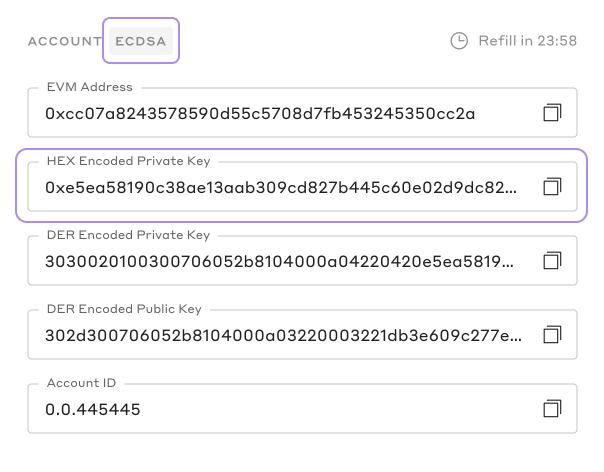 ACCOUNT ECDSA Refill in 23:58
EVM Address
0xcc07a8243578590d55c5708d7fb453245350cc2a
HEX Encoded Private Key
0xe5ea58190c38ae13aab309cd827b445c60e02d9dc82...
DER Encoded Private Key
3030020100300706052b8104000a04220420e5ea5819...
DER Encoded Public Key
302d300706052b8104000a03220003221db3e609c277e...
Account ID
0.0.445445